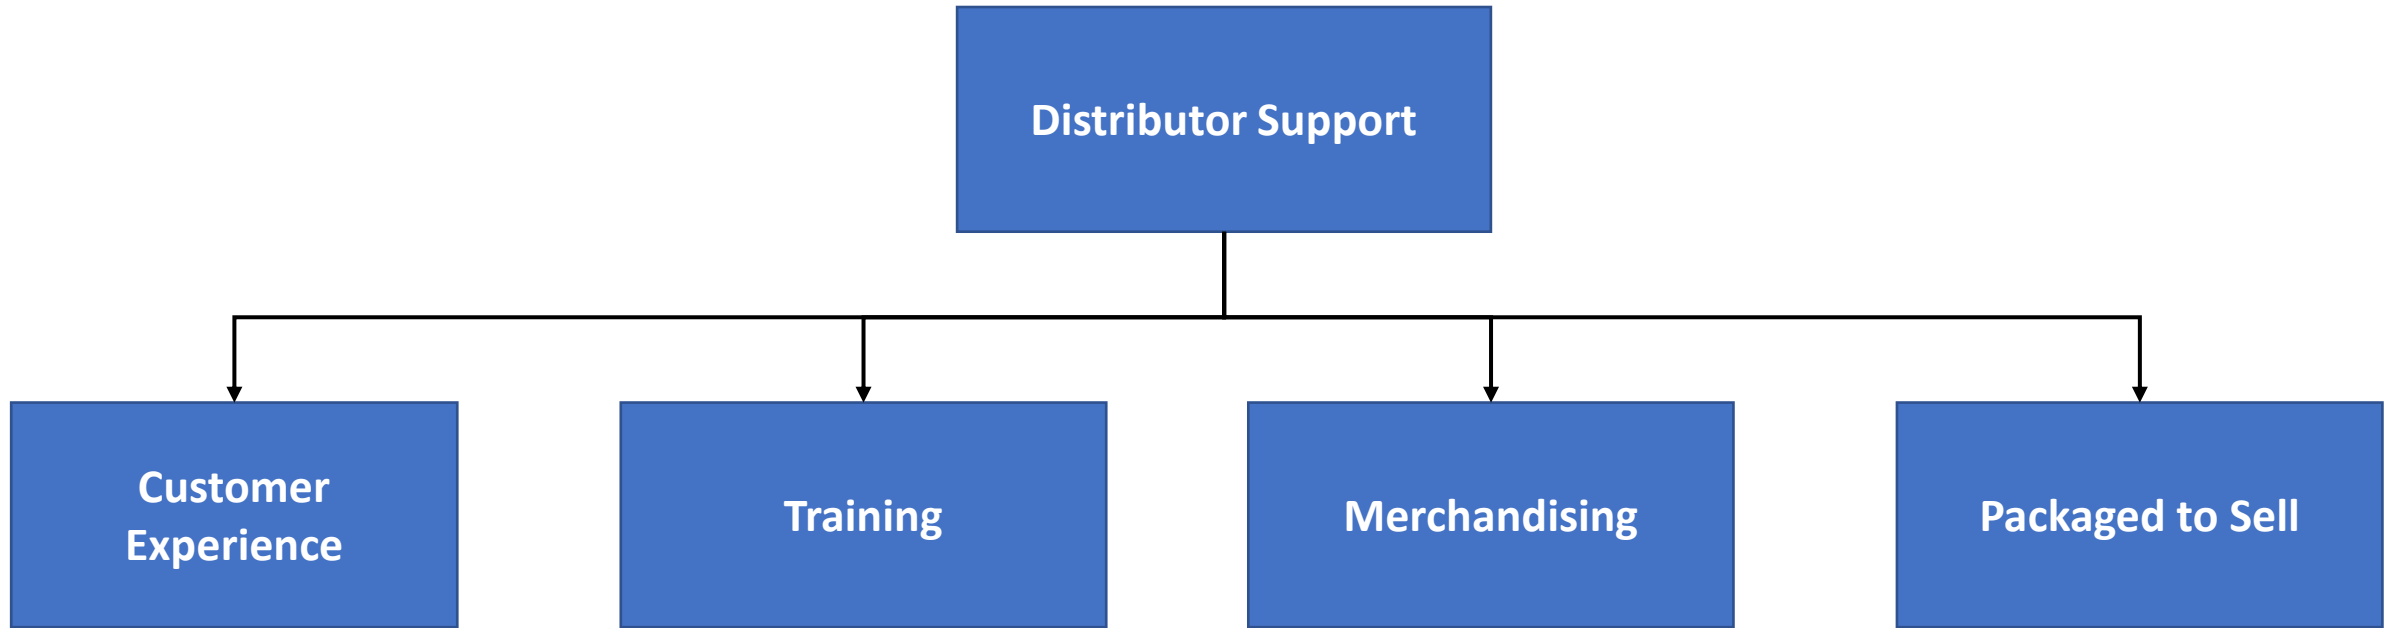 Distributor Support
Customer
Experience
Training
Merchandising
Packaged to Sell